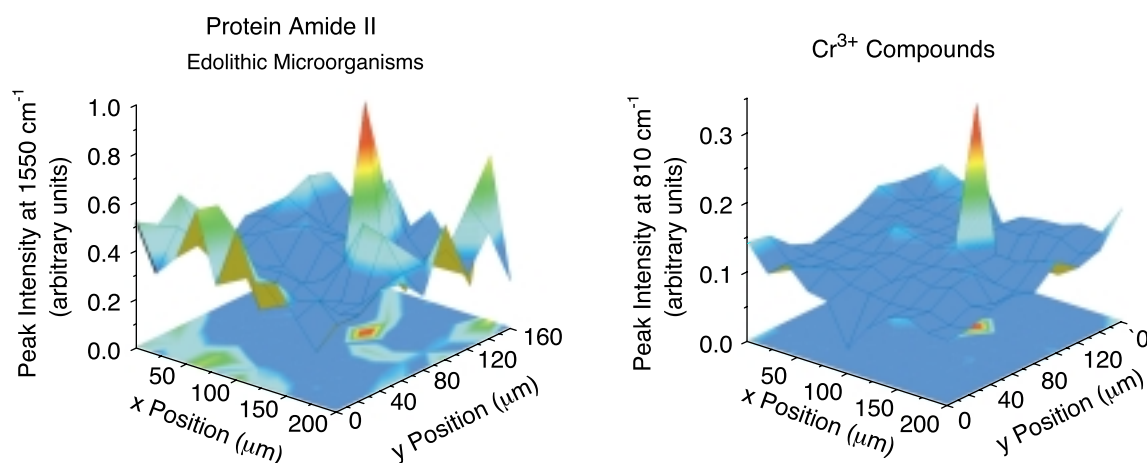 Protein Amide II
Edolithic Microorganisms
Peak Intensity at 1550 cm-1
(arbitrary units)
1.0
0.8
0.6
0.4
0.2
0.0
50
100
150
200
x Position (μm)
0
40
80
120
160
y Position (μm)
Cr3+ Compounds
Peak Intensity at 810 cm-1
(arbitrary units)
0.3
0.2
0.1
0.0
50
100
150
200
x Position (μm)
0
40
80
120
y Position (μm)